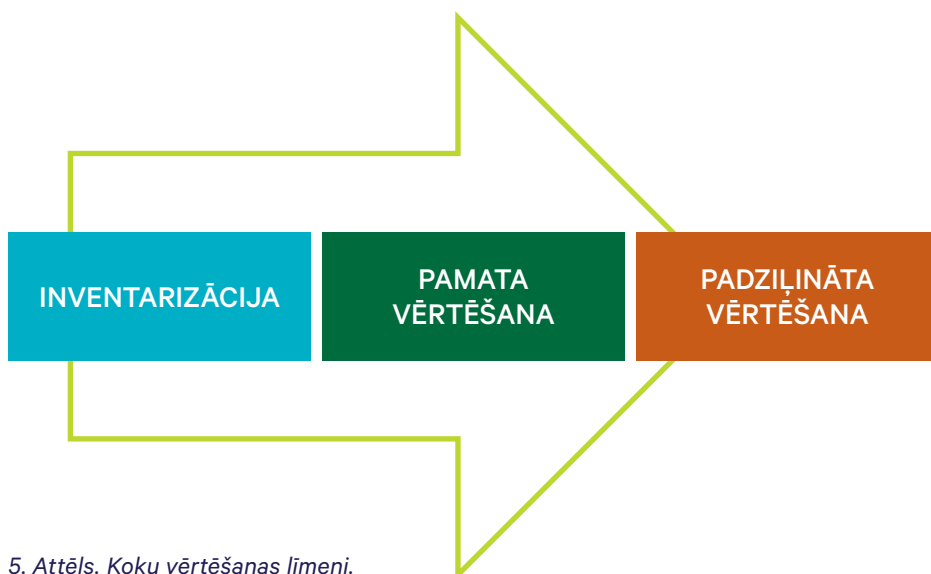 INVENTARIZĀCIJA
PAMATA
VĒRTĒŠANA
PADZIĻINĀTA
VĒRTĒŠANA
5. Attēls. Koku vērtēšanas līmeņi.